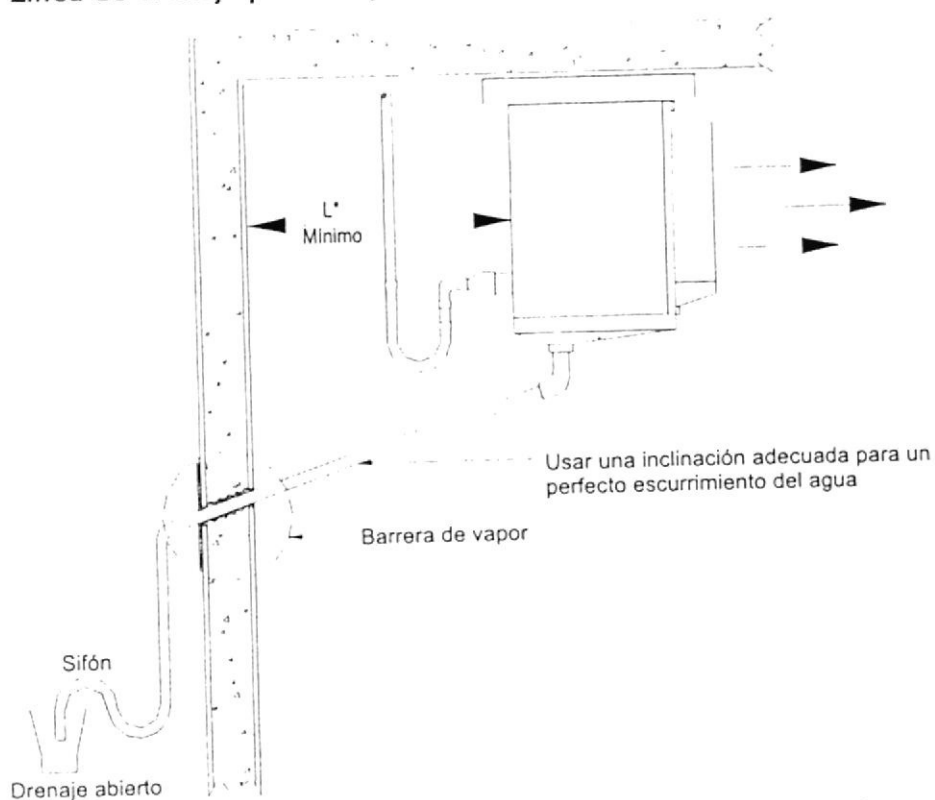 L*
Mínimo
Usar una inclinación adecuada para un
perfecto escurrimiento del agua
Barrera de vapor
Sifón
Drenaje abierto